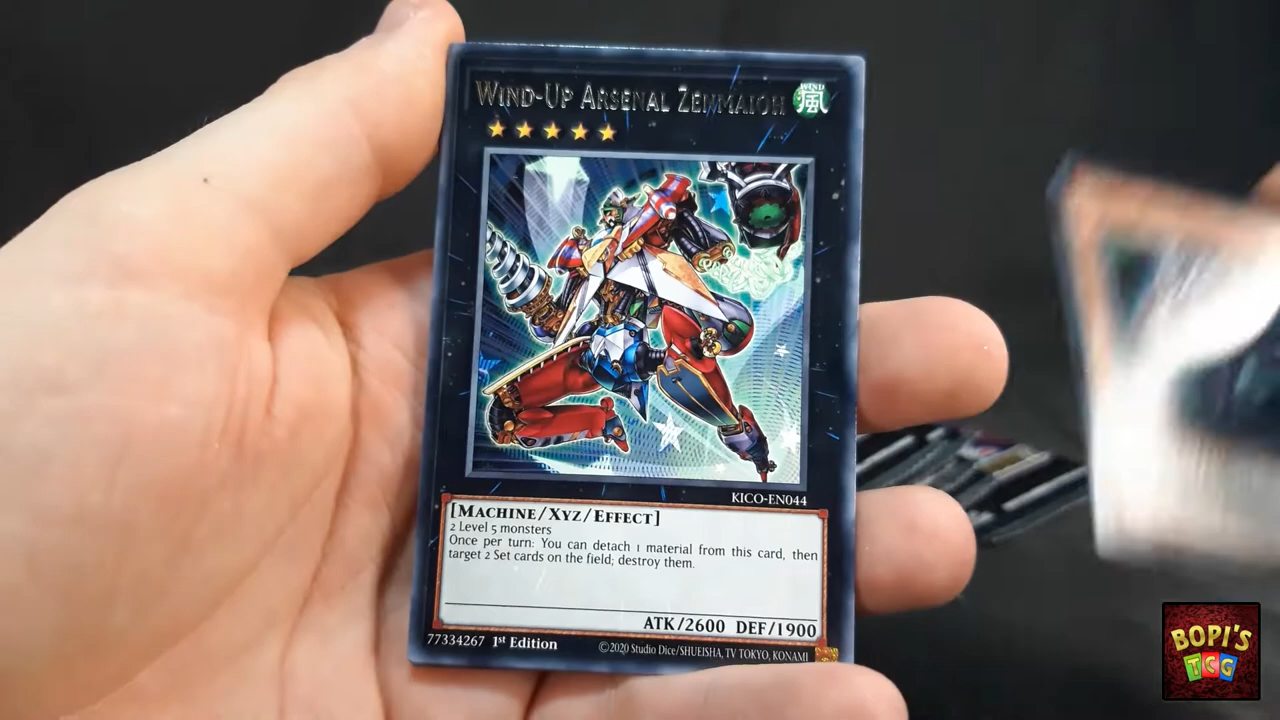 WIND-UP ARSENAL ZENMAIOH
WIND
風
KICO-EN044
[MACHINE/XYZ/EFFECT]
2 Level 5 monsters
Once per turn: You can detach 1 material from this card, then
target 2 Set cards on the field; destroy them.
ATK/2600 DEF/1900
77334267 1st Edition
©2020 Studio Dice/SHUEISHA, TV TOKYO, KONAMI
BOPI'S
TCG